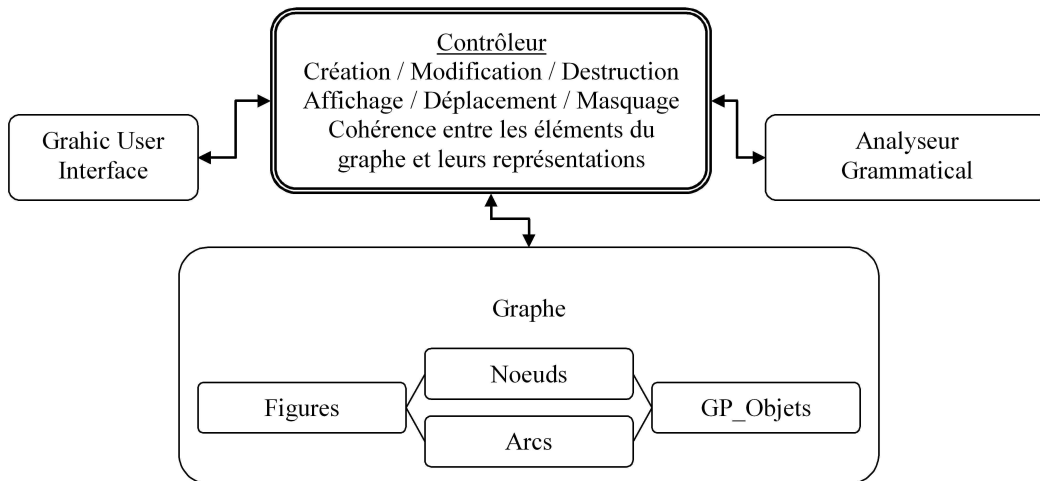 Contrôleur
Création / Modification / Destruction
Affichage / Déplacement / Masquage
Cohérence entre les éléments du
graphe et leurs représentations
Grahic User
Interface
Analyseur
Grammatical
Graphe
Noeuds
Figures
GP_Objets
Arcs